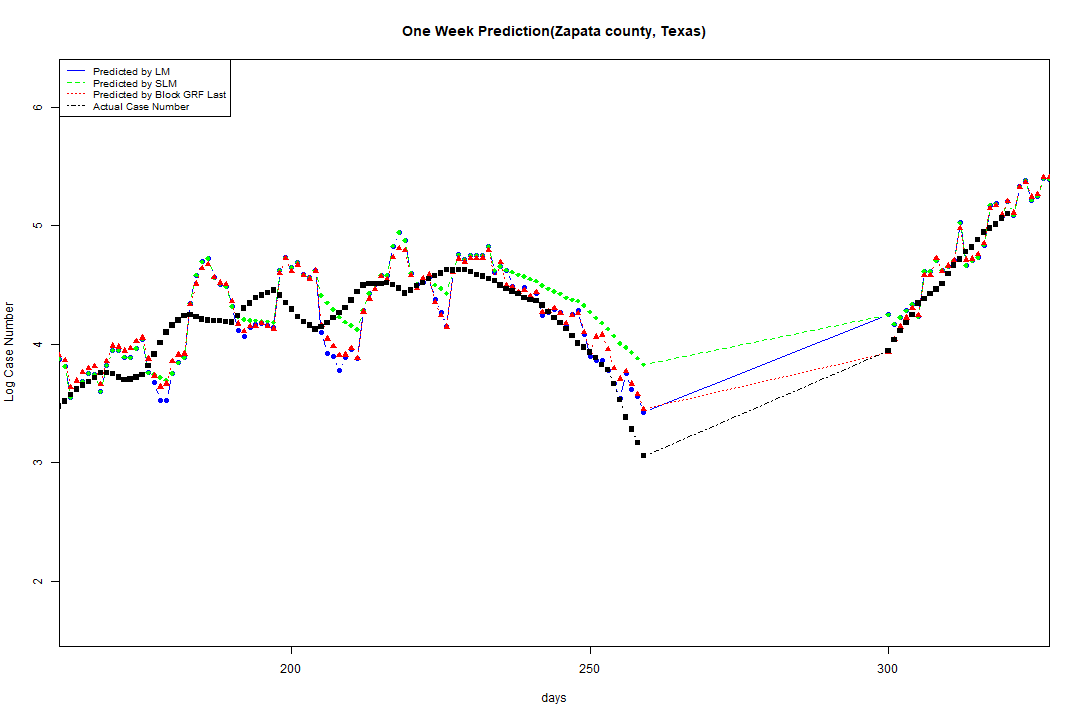 One Week Prediction(Zapata county, Texas)
Predicted by LM
Predicted by SLM
Predicted by Block GRF Last
Actual Case Number
6
5
4
3
2
Log Case Number
200
250
300
days